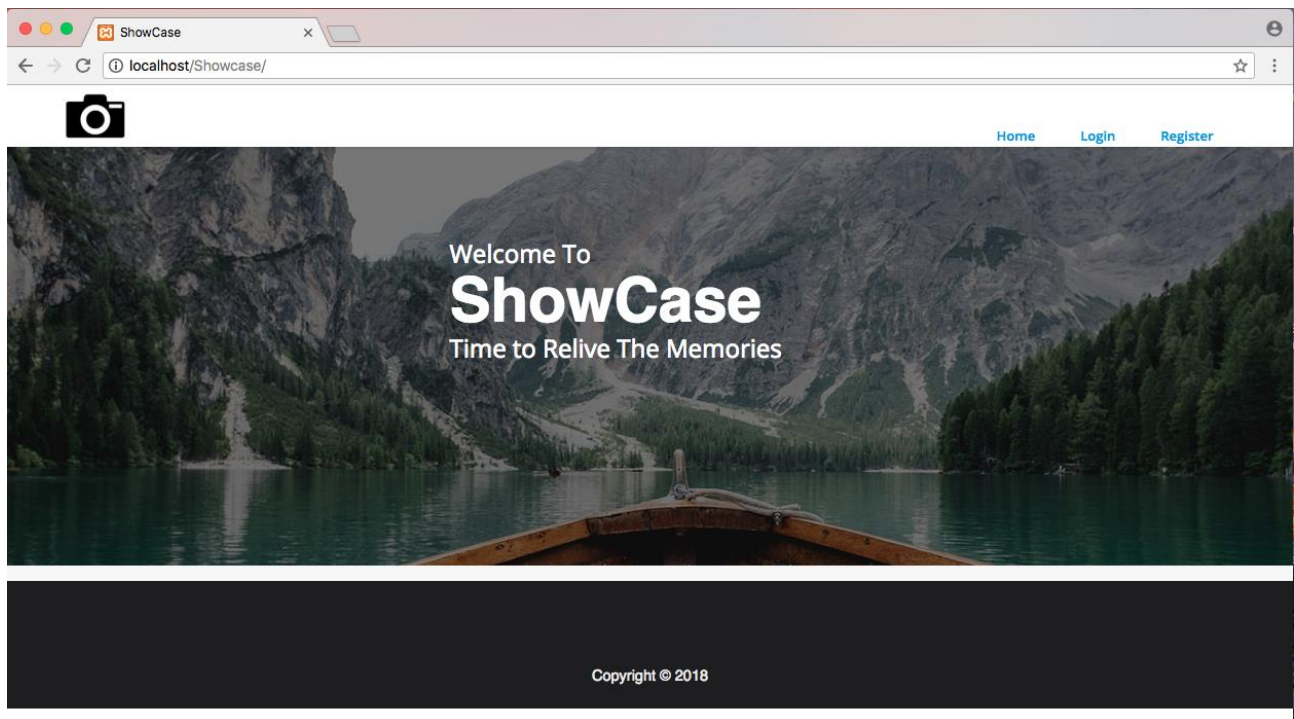 ShowCase
localhost/Showcase/
Home Login Register
Welcome To
ShowCase
Time to Relive The Memories
Copyright © 2018